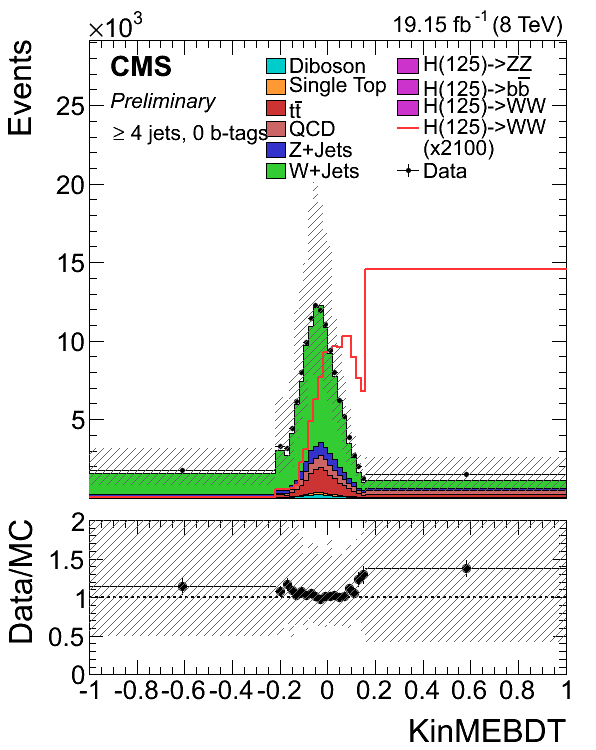 ×10³ 19.15 fb⁻¹ (8 TeV)
Events
CMS
Preliminary
≥ 4 jets, 0 b-tags
Diboson
Single Top
tt̅
QCD
Z+Jets
W+Jets
H(125)->ZZ
H(125)->bb̅
H(125)->WW
H(125)->WW
(x2100)
Data
25
20
15
10
5
Data/MC
2
1.5
1
0.5
0
-1 -0.8 -0.6 -0.4 -0.2 0 0.2 0.4 0.6 0.8 1
KinMEBDT